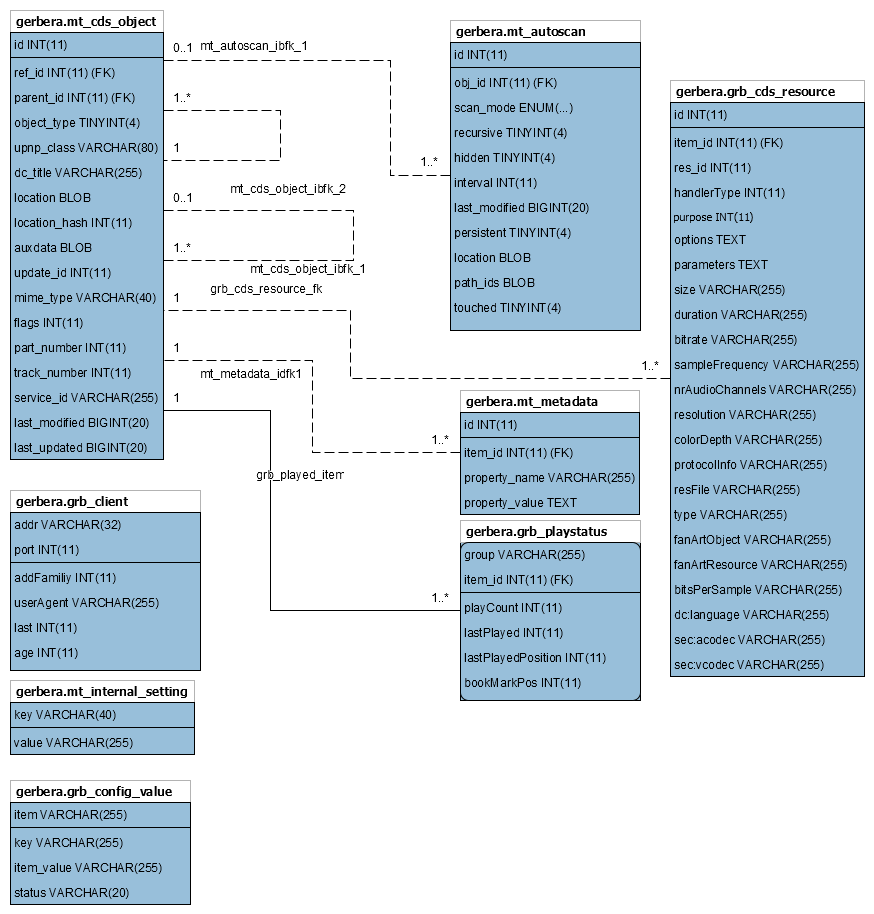 gerbera.mt_cds_object
id INT(11)
ref_id INT(11) (FK)
parent_id INT(11) (FK)
object_type TINYINT(4)
upnp_class VARCHAR(80)
dc_title VARCHAR(255)
location BLOB
location_hash INT(11)
auxdata BLOB
update_id INT(11)
mime_type VARCHAR(40)
flags INT(11)
part_number INT(11)
track_number INT(11)
service_id VARCHAR(255)
last_modified BIGINT(20)
last_updated BIGINT(20)
0..1
mt_autoscan_ibfk_1
1..*
1..*
1
mt_cds_object_ibfk_2
0..1
1..*
mt_cds_object_ibfk_1
grb_cds_resource_fk
1
1..*
1
mt_metadata_idfk1
1..*
1
grb_played_item
1..*
gerbera.mt_autoscan
id INT(11)
obj_id INT(11) (FK)
scan_mode ENUM(...)
recursive TINYINT(4)
hidden TINYINT(4)
interval INT(11)
last_modified BIGINT(20)
persistent TINYINT(4)
location BLOB
path_ids BLOB
touched TINYINT(4)
gerbera.grb_cds_resource
id INT(11)
item_id INT(11) (FK)
res_id INT(11)
handlerType INT(11)
purpose INT(11)
options TEXT
parameters TEXT
size VARCHAR(255)
duration VARCHAR(255)
bitrate VARCHAR(255)
sampleFrequency VARCHAR(255)
nrAudioChannels VARCHAR(255)
resolution VARCHAR(255)
colorDepth VARCHAR(255)
protocolInfo VARCHAR(255)
resFile VARCHAR(255)
type VARCHAR(255)
fanArtObject VARCHAR(255)
fanArtResource VARCHAR(255)
bitsPerSample VARCHAR(255)
dc:language VARCHAR(255)
sec:acodec VARCHAR(255)
sec:vcodec VARCHAR(255)
gerbera.mt_metadata
id INT(11)
item_id INT(11) (FK)
property_name VARCHAR(255)
property_value TEXT
gerbera.grb_playstatus
group VARCHAR(255)
item_id INT(11) (FK)
playCount INT(11)
lastPlayed INT(11)
lastPlayedPosition INT(11)
bookMarkPos INT(11)
gerbera.grb_client
addr VARCHAR(32)
port INT(11)
addFamiliy INT(11)
userAgent VARCHAR(255)
last INT(11)
age INT(11)
gerbera.mt_internal_setting
key VARCHAR(40)
value VARCHAR(255)
gerbera.grb_config_value
item VARCHAR(255)
key VARCHAR(255)
item_value VARCHAR(255)
status VARCHAR(20)